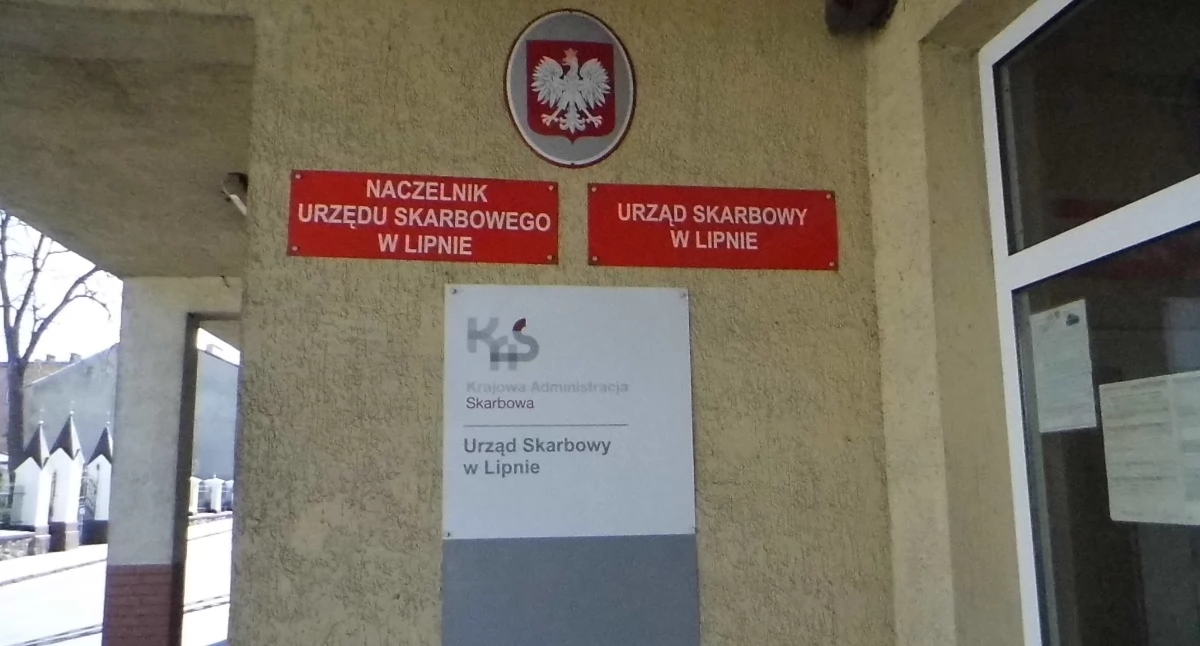 NACZELNIK
URZĘDU SKARBOWEGO
W LIPNIE
URZĄD SKARBOWY
W LIPNIE
KAS
Krajowa Administracja
Skarbowa
Urząd Skarbowy
w Lipnie